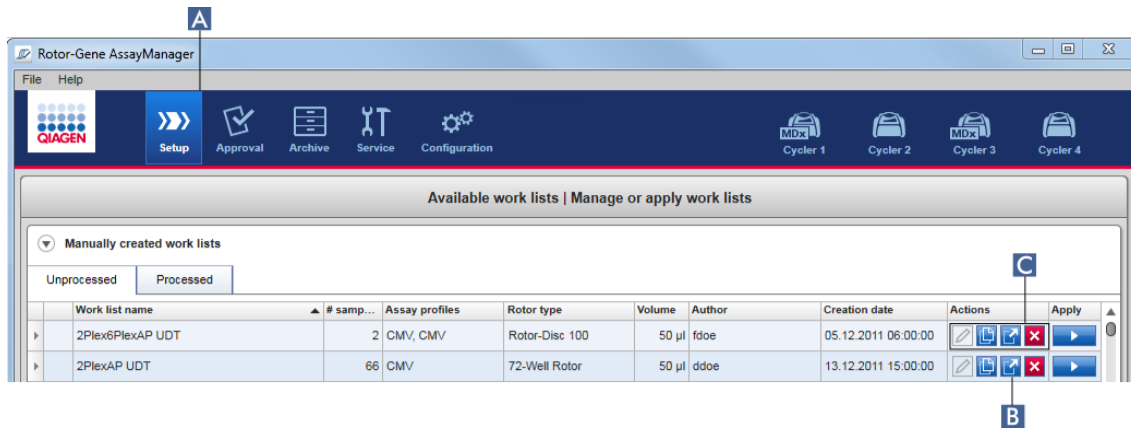 A
Rotor-Gene AssayManager
File Help
QIAGEN
Setup Approval Archive Service Configuration
MDx Cycler 1 Cycler 2 MDx Cycler 3 Cycler 4
Available work lists | Manage or apply work lists
Manually created work lists
C
Unprocessed Processed
Work list name # samp... Assay profiles Rotor type Volume Author Creation date Actions Apply
2Plex6PlexAP UDT 2 CMV, CMV Rotor-Disc 100 50 µl fdoe 05.12.2011 06:00:00
2PlexAP UDT 66 CMV 72-Well Rotor 50 µl ddoe 13.12.2011 15:00:00
B